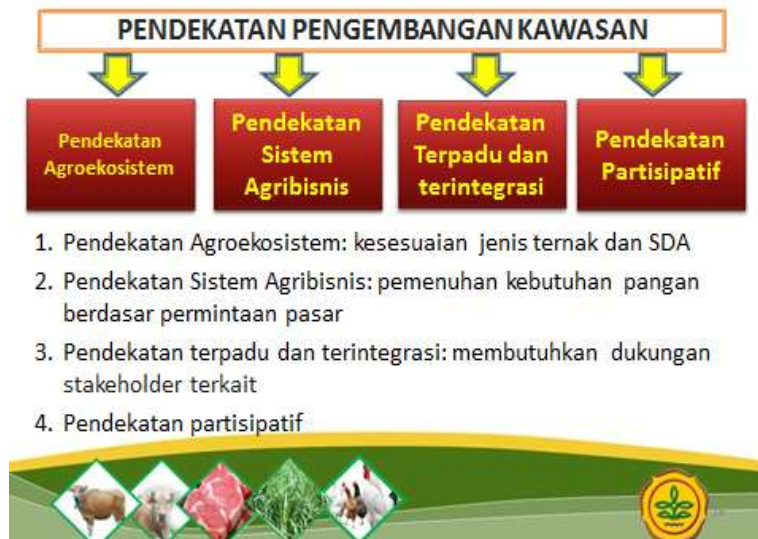 PENDEKATAN PENGEMBANGAN KAWASAN
Pendekatan
Agroekosistem
Pendekatan
Sistem
Agribisnis
Pendekatan
Terpadu dan
terintegrasi
Pendekatan
Partisipatif
1. Pendekatan Agroekosistem: kesesuaian jenis ternak dan SDA
2. Pendekatan Sistem Agribisnis: pemenuhan kebutuhan pangan
berdasar permintaan pasar
3. Pendekatan terpadu dan terintegrasi: membutuhkan dukungan
stakeholder terkait
4. Pendekatan partisipatif